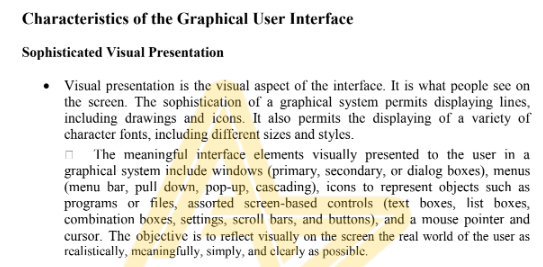 Characteristics of the Graphical User Interface
Sophisticated Visual Presentation
• Visual presentation is the visual aspect of the interface. It is what people see on
the screen. The sophistication of a graphical system permits displaying lines,
including drawings and icons. It also permits the displaying of a variety of
character fonts, including different sizes and styles.
□ The meaningful interface elements visually presented to the user in a
graphical system include windows (primary, secondary, or dialog boxes), menus
(menu bar, pull down, pop-up, cascading), icons to represent objects such as
programs or files, assorted screen-based controls (text boxes, list boxes,
combination boxes, settings, scroll bars, and buttons), and a mouse pointer and
cursor. The objective is to reflect visually on the screen the real world of the user as
realistically, meaningfully, simply, and clearly as possible.